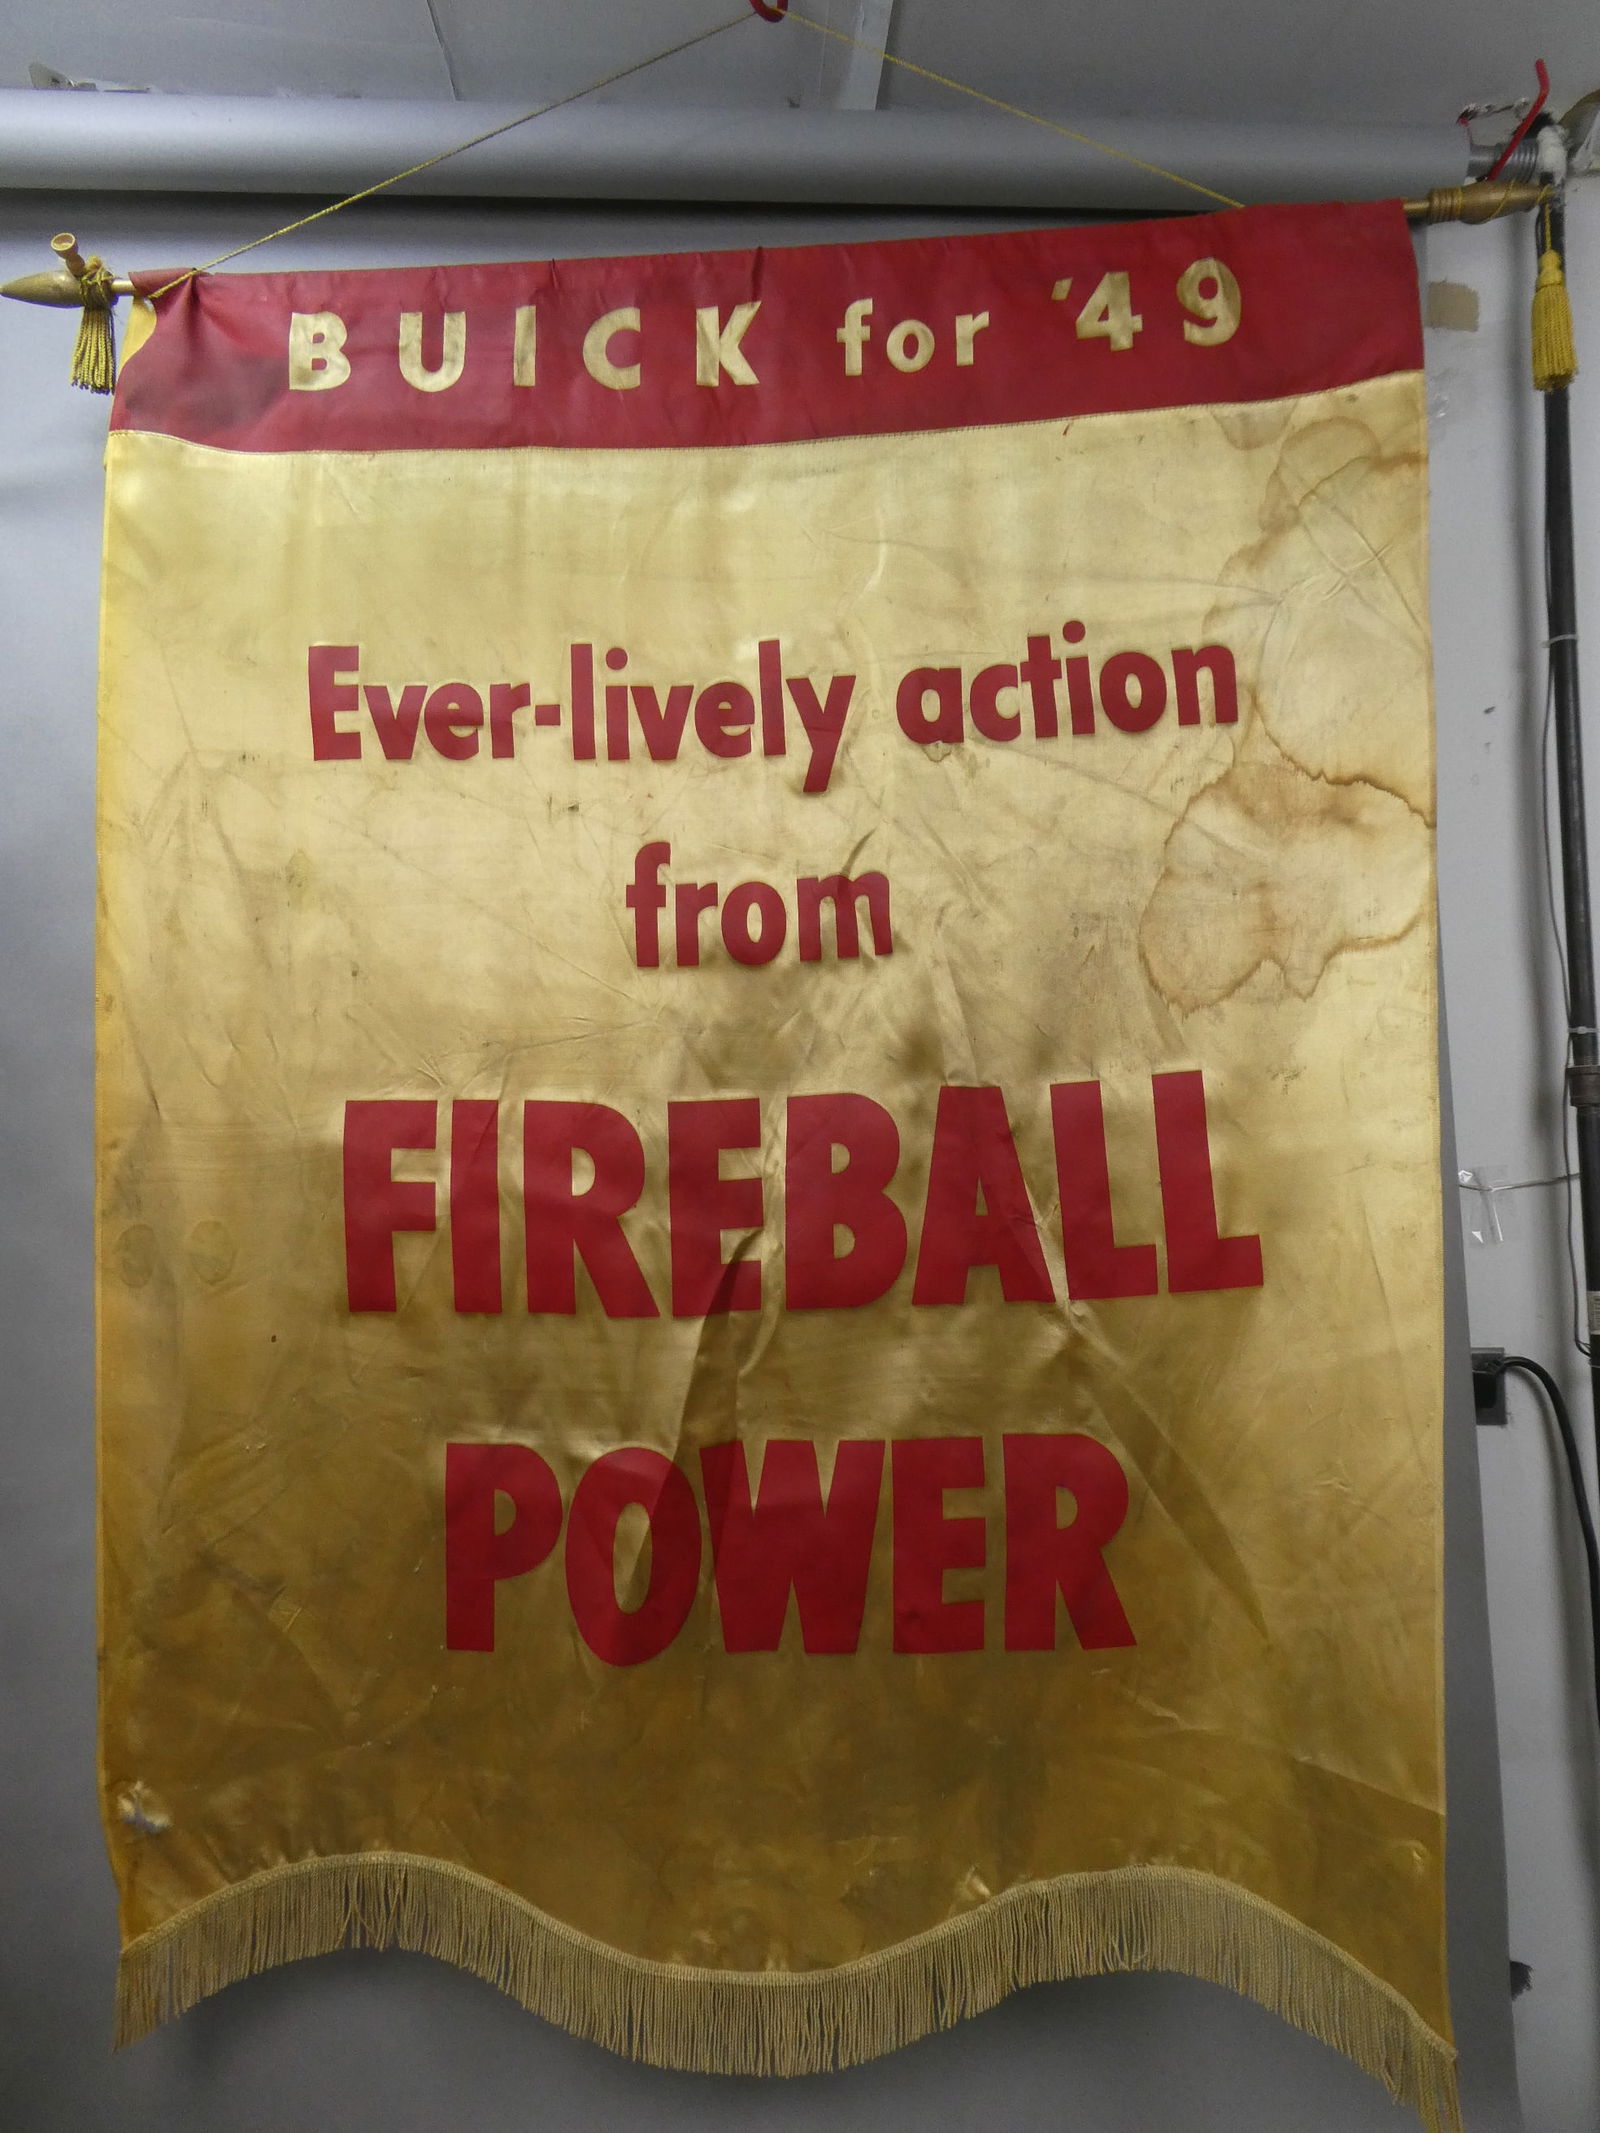 BUICK for '49
Ever-lively action
from
FIREBALL
POWER